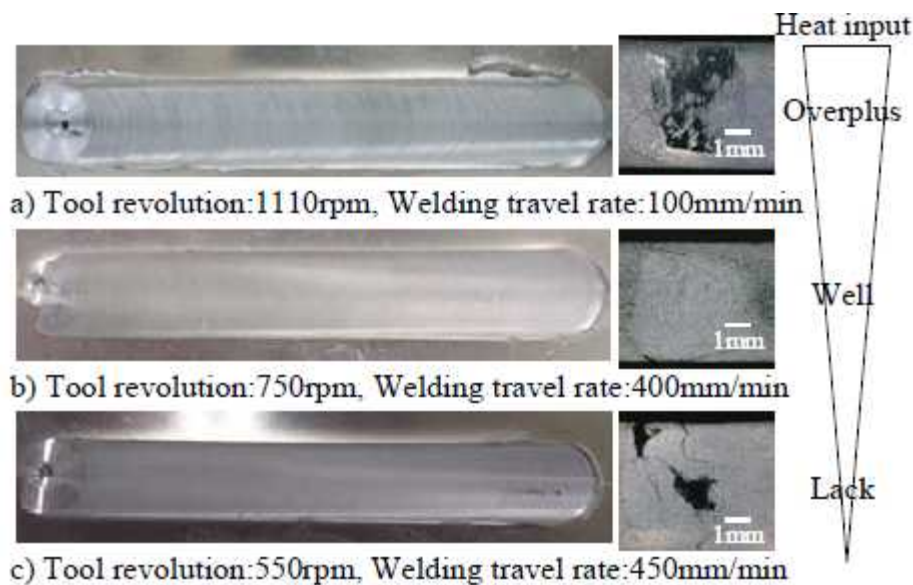 Heat input
Overplus
1mm
a) Tool revolution:1110rpm, Welding travel rate:100mm/min
Well
1mm
b) Tool revolution:750rpm, Welding travel rate:400mm/min
Lack
1mm
c) Tool revolution:550rpm, Welding travel rate:450mm/min